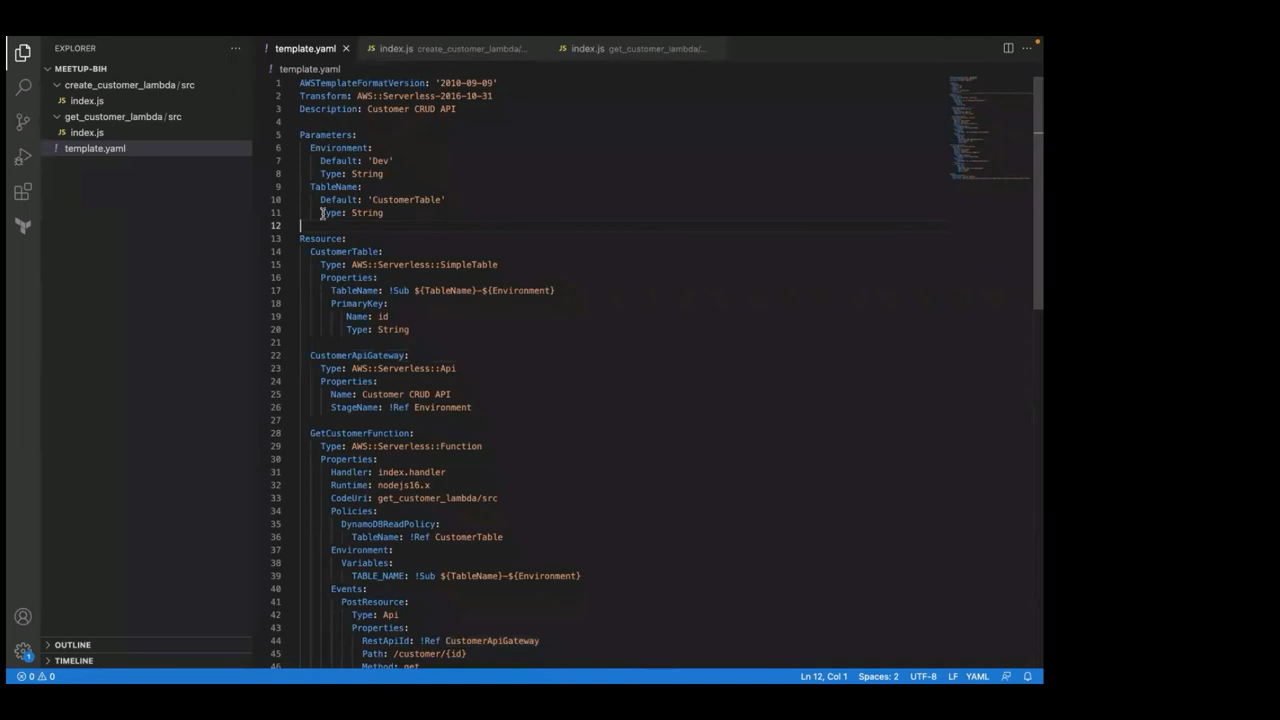 EXPLORER
template.yaml
JS index.js create_customer_lambda/...
JS index.js get_customer_lambda/...
MEETUP-BIH
create_customer_lambda / src
JS index.js
get_customer_lambda / src
JS index.js
! template.yaml
OUTLINE
TIMELINE
! template.yaml
1 AWSTemplateFormatVersion: '2010-09-09'
2 Transform: AWS::Serverless-2016-10-31
3 Description: Customer CRUD API
4
5 Parameters:
6 Environment:
7 Default: 'Dev'
8 Type: String
9 TableName:
10 Default: 'CustomerTable'
11 Type: String
12
13 Resource:
14 CustomerTable:
15 Type: AWS::Serverless::SimpleTable
16 Properties:
17 TableName: !Sub ${TableName}-${Environment}
18 PrimaryKey:
19 Name: id
20 Type: String
21
22 CustomerApiGateway:
23 Type: AWS::Serverless::Api
24 Properties:
25 Name: Customer CRUD API
26 StageName: !Ref Environment
27
28 GetCustomerFunction:
29 Type: AWS::Serverless::Function
30 Properties:
31 Handler: index.handler
32 Runtime: nodejs16.x
33 CodeUri: get_customer_lambda/src
34 Policies:
35 DynamoDBReadPolicy:
36 TableName: !Ref CustomerTable
37 Environment:
38 Variables:
39 TABLE_NAME: !Sub ${TableName}-${Environment}
40 Events:
41 PostResource:
42 Type: Api
43 Properties:
44 RestApiId: !Ref CustomerApiGateway
45 Path: /customer/{id}
46 Method: get
1
0 0
Ln 12, Col 1 Spaces: 2 UTF-8 LF YAML